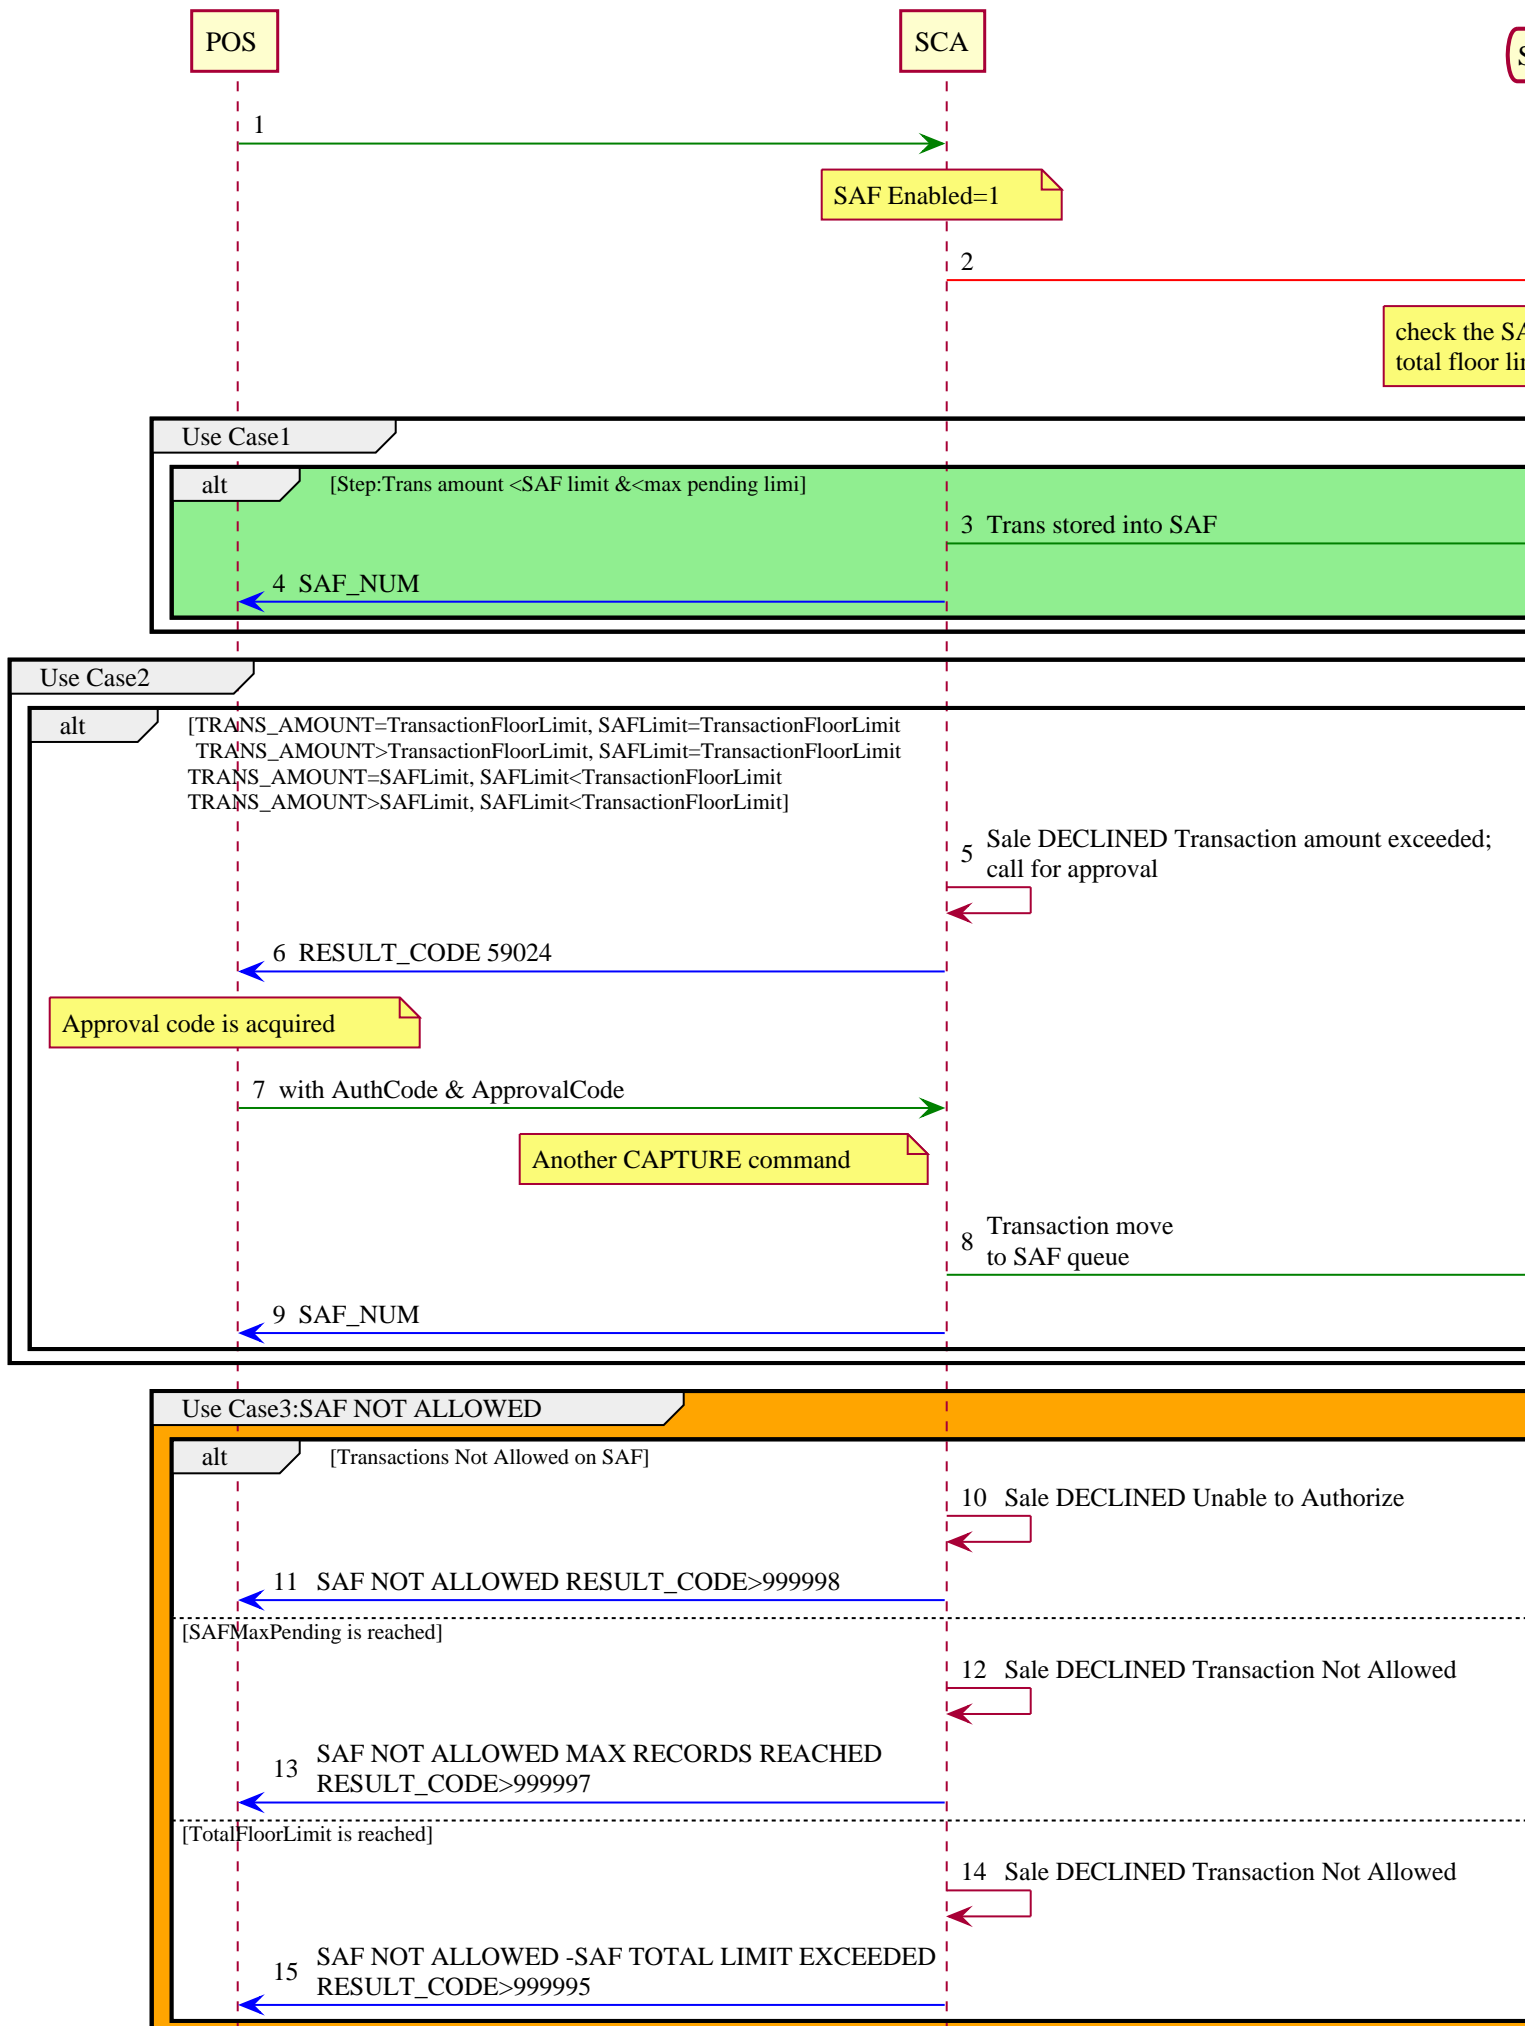 POS
SCA
1
SAF Enabled=1
2
check the
total floor
Use Case1
alt
[Step:Trans amount <SAF limit &<max pending limi]
3 Trans stored into SAF
4 SAF_NUM
Use Case2
alt
[TRANS_AMOUNT=TransactionFloorLimit, SAFLimit=TransactionFloorLimit
TRANS_AMOUNT>TransactionFloorLimit, SAFLimit=TransactionFloorLimit
TRANS_AMOUNT=SAFLimit, SAFLimit<TransactionFloorLimit
TRANS_AMOUNT>SAFLimit, SAFLimit<TransactionFloorLimit]
5 Sale DECLINED Transaction amount exceeded;
call for approval
6 RESULT_CODE 59024
Approval code is acquired
7 with AuthCode & ApprovalCode
Another CAPTURE command
8 Transaction move
to SAF queue
9 SAF_NUM
Use Case3:SAF NOT ALLOWED
alt
[Transactions Not Allowed on SAF]
10 Sale DECLINED Unable to Authorize
11 SAF NOT ALLOWED RESULT_CODE>999998
[SAFMaxPending is reached]
12 Sale DECLINED Transaction Not Allowed
13 SAF NOT ALLOWED MAX RECORDS REACHED
RESULT_CODE>999997
[TotalFloorLimit is reached]
14 Sale DECLINED Transaction Not Allowed
15 SAF NOT ALLOWED -SAF TOTAL LIMIT EXCEEDED
RESULT_CODE>999995